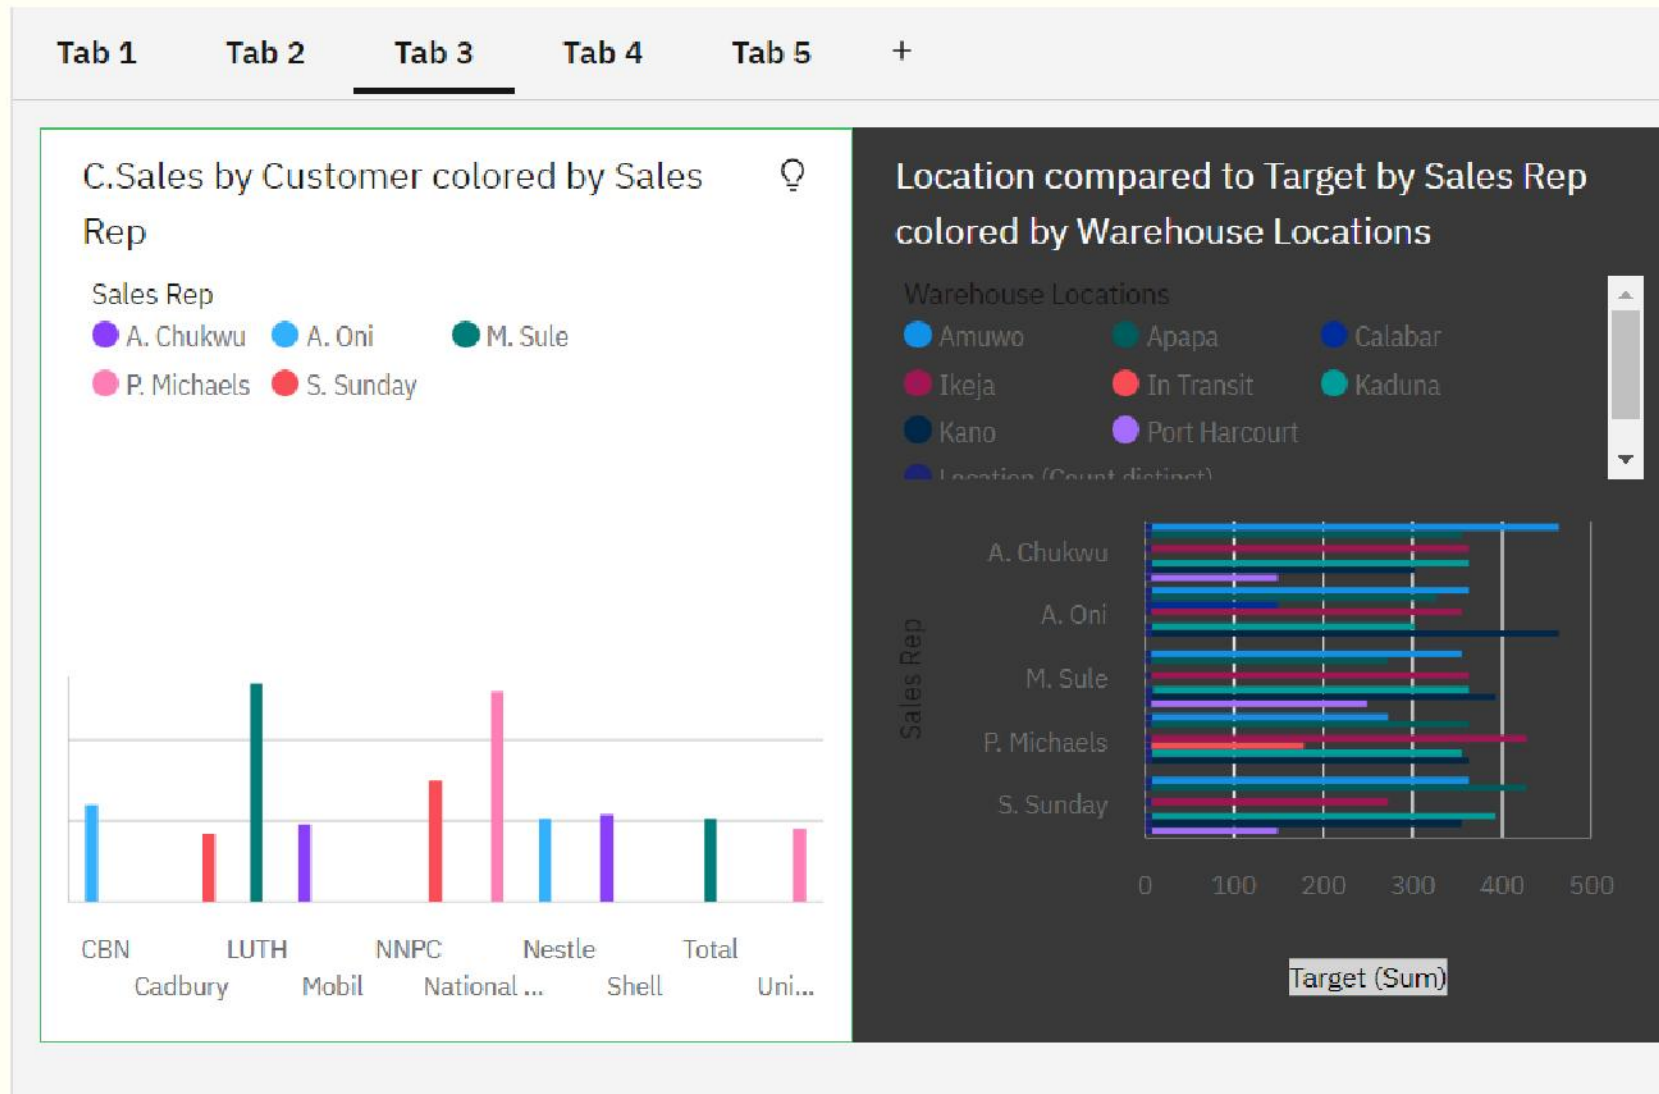 Tab 1 Tab 2 Tab 3 Tab 4 Tab 5 +
C.Sales by Customer colored by Sales
Rep
Sales Rep
A. Chukwu A. Oni M. Sule
P. Michaels S. Sunday
CBN LUTH NNPC Nestle Total
Cadbury Mobil National ... Shell Uni...
Location compared to Target by Sales Rep
colored by Warehouse Locations
Warehouse Locations
Amuwo Apapa Calabar
Ikeja In Transit Kaduna
Kano Port Harcourt
Location (Count distinct)
Sales Rep
A. Chukwu
A. Oni
M. Sule
P. Michaels
S. Sunday
0 100 200 300 400 500
Target (Sum)